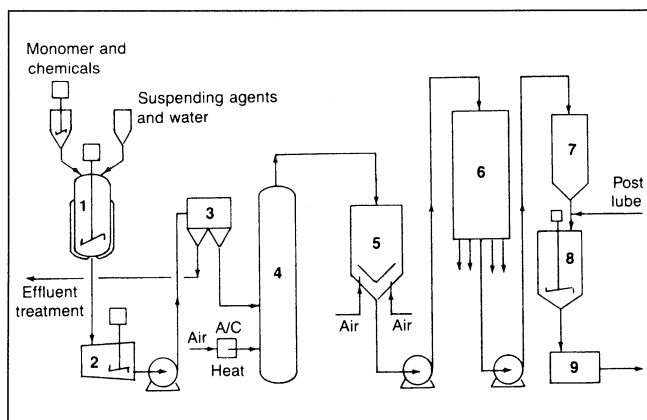 Monomer and
chemicals
Suspending agents
and water
1
2
3
4
5
6
7
8
9
Post
lube
Effluent
treatment
Air
A/C
Heat
Air
Air